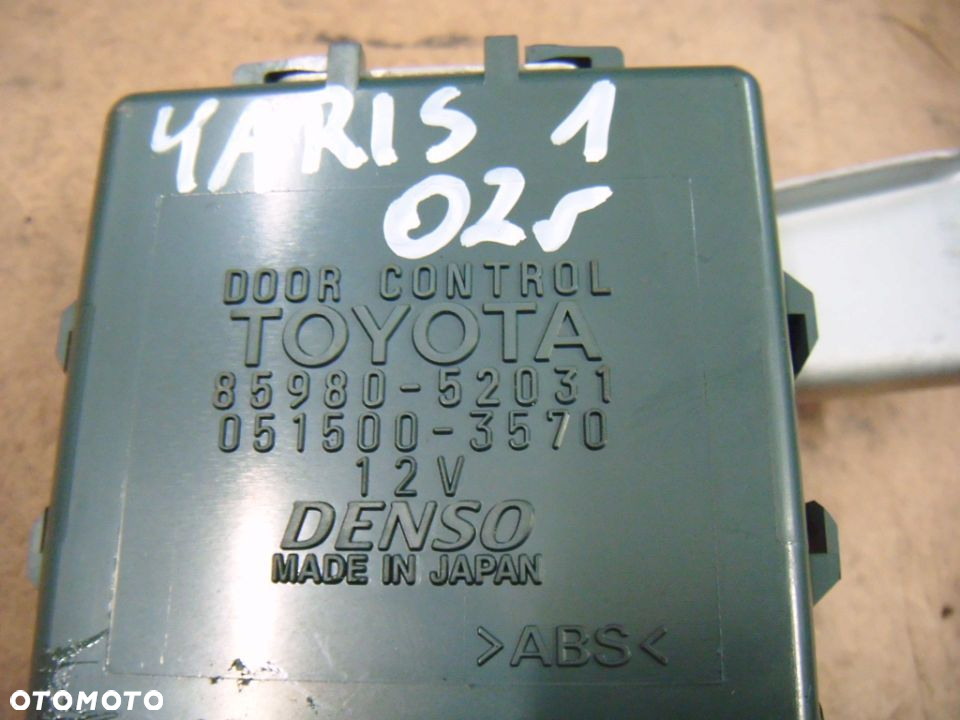 YARIS 1
02r
DOOR CONTROL
TOYOTA
85980-52031
051500-3570
12V
DENSO
MADE IN JAPAN
>ABS<
OTOMOTO